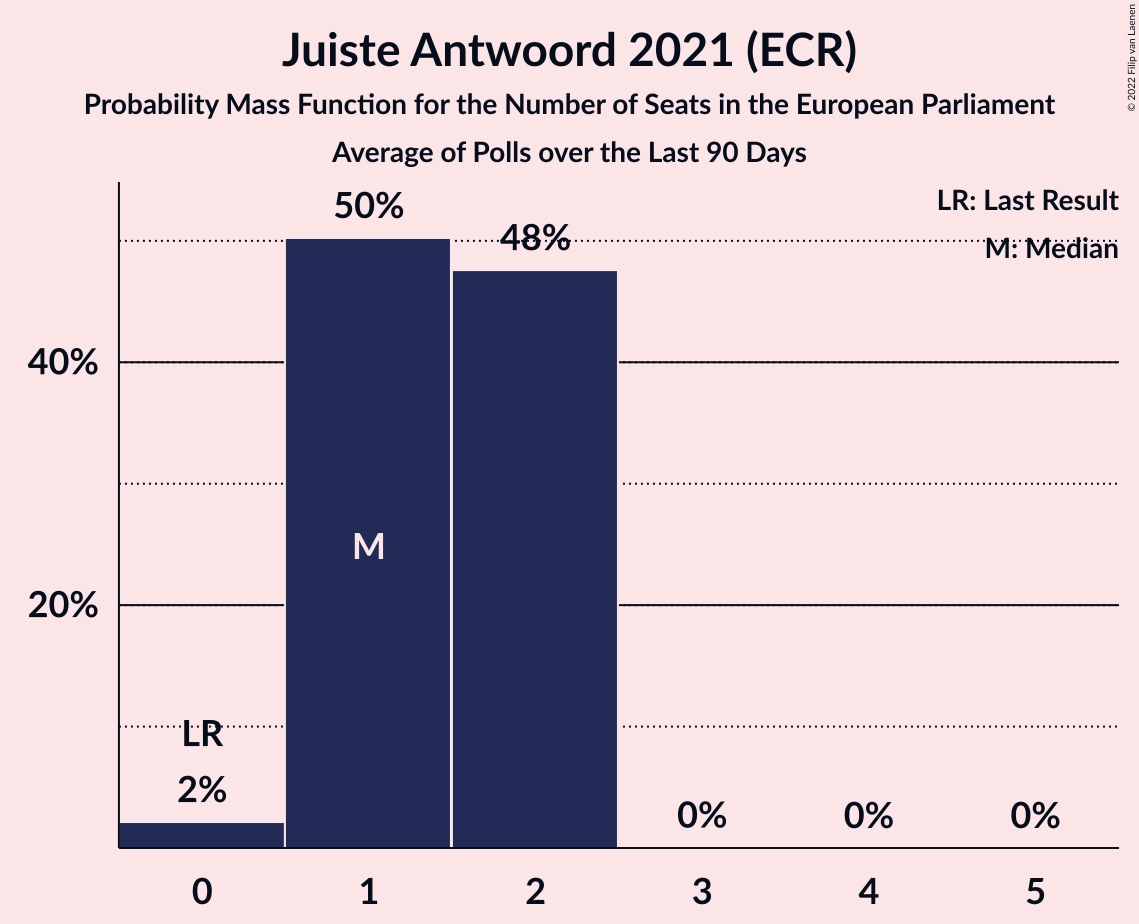 Juiste Antwoord 2021 (ECR)
Probability Mass Function for the Number of Seats in the European Parliament
Average of Polls over the Last 90 Days
© 2022 Filip van Laenen
LR: Last Result
M: Median
50%
48%
40%
M
20%
LR
2%
0%
0%
0%
0
1
2
3
4
5